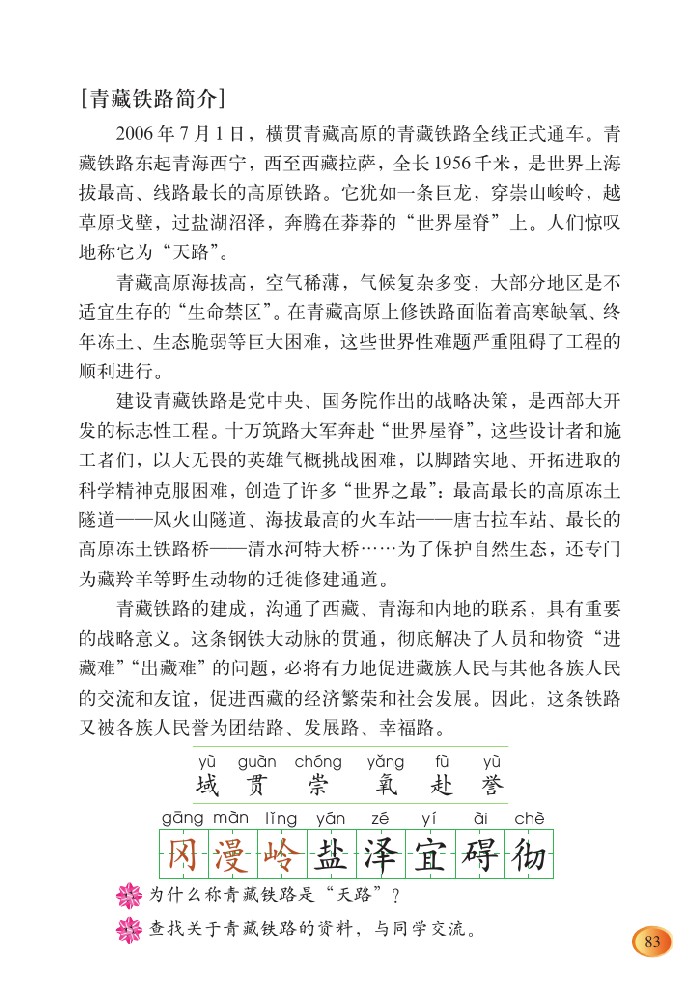 [青藏铁路简介]
2006 年 7 月 1 日，横贯青藏高原的青藏铁路全线正式通车。青
藏铁路东起青海西宁，西至西藏拉萨，全长 1956 千米，是世界上海
拔最高、线路最长的高原铁路。它犹如一条巨龙，穿崇山峻岭，越
草原戈壁，过盐湖沼泽，奔腾在莽莽的“世界屋脊”上。人们惊叹
地称它为“天路”。
青藏高原海拔高，空气稀薄，气候复杂多变，大部分地区是不
适宜生存的“生命禁区”。在青藏高原上修铁路面临着高寒缺氧、终
年冻土、生态脆弱等巨大困难，这些世界性难题严重阻碍了工程的
顺利进行。
建设青藏铁路是党中央、国务院作出的战略决策，是西部大开
发的标志性工程。十万筑路大军奔赴“世界屋脊”，这些设计者和施
工者们，以大无畏的英雄气概挑战困难，以脚踏实地、开拓进取的
科学精神克服困难，创造了许多“世界之最”：最高最长的高原冻土
隧道——风火山隧道、海拔最高的火车站——唐古拉车站、最长的
高原冻土铁路桥——清水河特大桥……为了保护自然生态，还专门
为藏羚羊等野生动物的迁徙修建通道。
青藏铁路的建成，沟通了西藏、青海和内地的联系，具有重要
的战略意义。这条钢铁大动脉的贯通，彻底解决了人员和物资“进
藏难”“出藏难”的问题，必将有力地促进藏族人民与其他各族人民
的交流和友谊，促进西藏的经济繁荣和社会发展。因此，这条铁路
又被各族人民誉为团结路、发展路、幸福路。
yù guàn chóng yǎng fù yù
域 贯 崇 氧 赴 誉
gāng màn lǐng yán zé yí ài chè
冈 漫 岭 盐 泽 宜 碍 彻
为什么称青藏铁路是“天路”？
查找关于青藏铁路的资料，与同学交流。
83